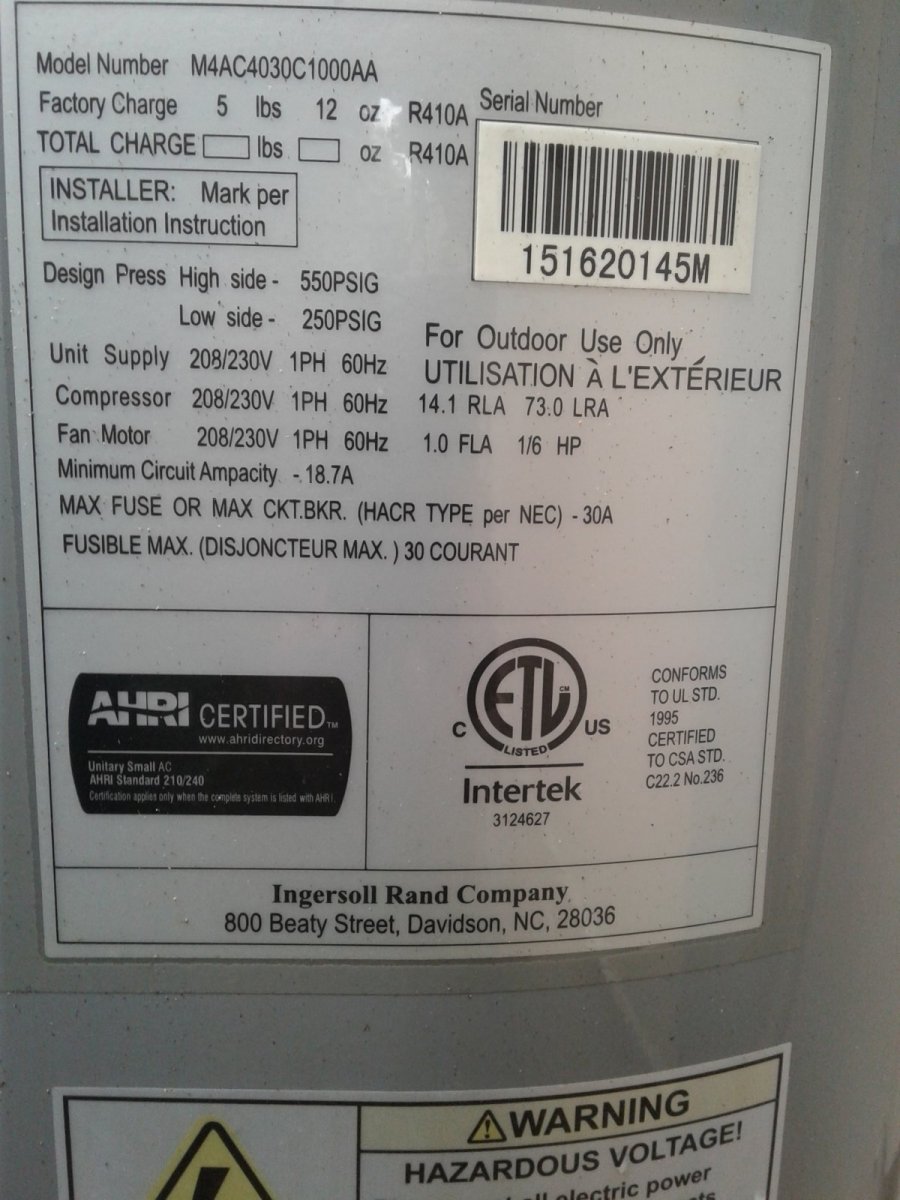 Model Number M4AC4030C1000AA
Factory Charge 5 lbs 12 oz R410A
TOTAL CHARGE lbs oz R410A
Serial Number
151620145M
INSTALLER: Mark per
Installation Instruction
Design Press High side - 550PSIG
Low side - 250PSIG
For Outdoor Use Only
UTILISATION À L'EXTÉRIEUR
Unit Supply 208/230V 1PH 60Hz
Compressor 208/230V 1PH 60Hz 14.1 RLA 73.0 LRA
Fan Motor 208/230V 1PH 60Hz 1.0 FLA 1/6 HP
Minimum Circuit Ampacity - 18.7A
MAX FUSE OR MAX CKT.BKR. (HACR TYPE per NEC) - 30A
FUSIBLE MAX. (DISJONCTEUR MAX. ) 30 COURANT
AHRI CERTIFIED™
www.ahridirectory.org
Unitary Small AC
AHRI Standard 210/240
Certification applies only when the complete system is listed with AHRI.
C ETL CM US
LISTED
Intertek
3124627
CONFORMS
TO UL STD.
1995
CERTIFIED
TO CSA STD.
C22.2 No.236
Ingersoll Rand Company
800 Beaty Street, Davidson, NC, 28036
WARNING
HAZARDOUS VOLTAGE!
electric power